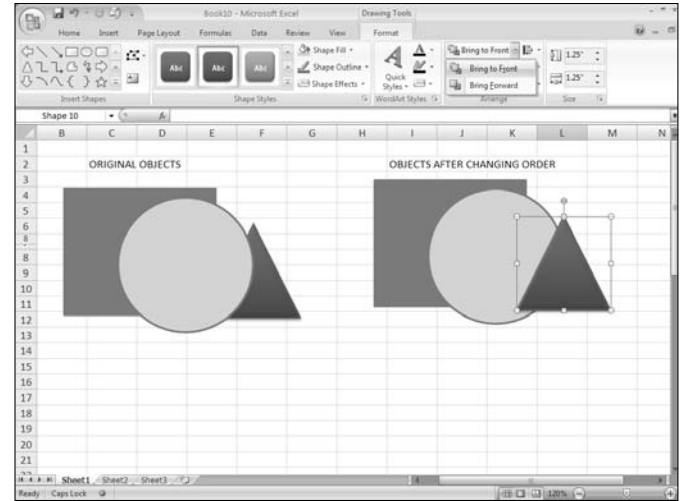 Book10 - Microsoft Excel
Drawing Tools
Home Insert Page Layout Formulas Data Review View Format
Abc Abc Abc
Shape Fill
Shape Outline
Shape Effects
Quick Styles
Bring to Front
Bring to Front
Bring Forward
1.25"
1.25"
Insert Shapes
Shape Styles
WordArt Styles
Arrange
Size
Shape 10
fx
B C D E F G H I J K L M N
1
2 ORIGINAL OBJECTS OBJECTS AFTER CHANGING ORDER
3
4
5
6
8
9
10
11
12
13
14
15
16
17
18
19
20
21
Sheet1 Sheet2 Sheet3
Ready Caps Lock 120%